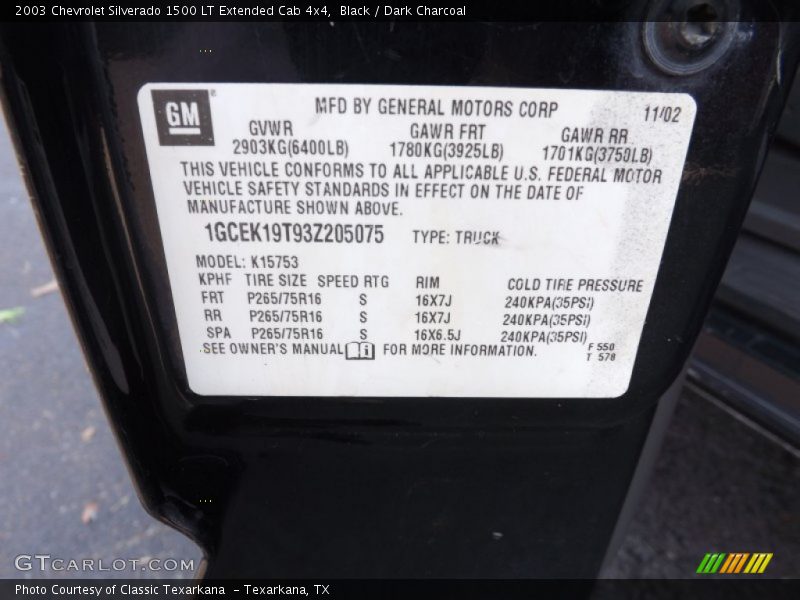 2003 Chevrolet Silverado 1500 LT Extended Cab 4x4,  Black / Dark Charcoal
GM
MFD BY GENERAL MOTORS CORP
11/02
GVWR GAWR FRT GAWR RR
2903KG(6400LB) 1780KG(3925LB) 1701KG(3750LB)
THIS VEHICLE CONFORMS TO ALL APPLICABLE U.S. FEDERAL MOTOR
VEHICLE SAFETY STANDARDS IN EFFECT ON THE DATE OF
MANUFACTURE SHOWN ABOVE.
1GCEK19T93Z205075 TYPE: TRUCK
MODEL: K15753
KPHF TIRE SIZE SPEED RTG RIM COLD TIRE PRESSURE
FRT P265/75R16 S 16X7J 240KPA(35PSI)
RR P265/75R16 S 16X7J 240KPA(35PSI)
SPA P265/75R16 S 16X6.5J 240KPA(35PSI)
SEE OWNER'S MANUAL FOR MORE INFORMATION.
F 550
T 578
GTCARLOT.COM
Photo Courtesy of Classic Texarkana  – Texarkana, TX